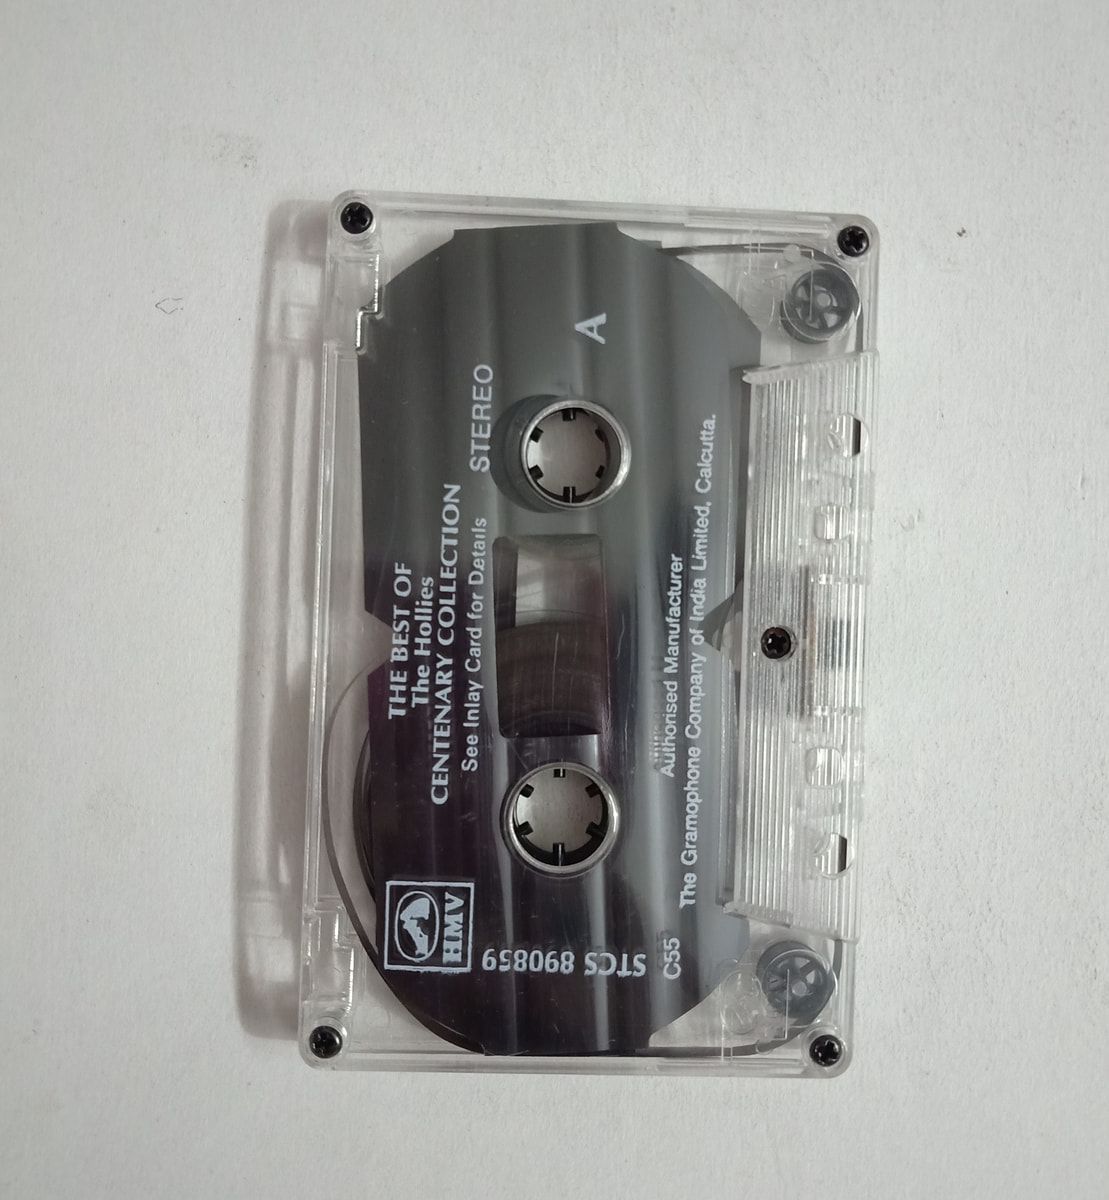 THE BEST OF
The Hollies
CENTENARY COLLECTION
See Inlay Card for Details
STEREO
A
HMV
STCS 890859
C55
Authorised Manufacturer
The Gramophone Company of India Limited, Calcutta.